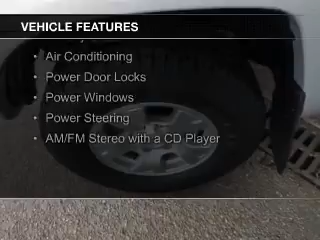 VEHICLE FEATURES
• Air Conditioning
• Power Door Locks
• Power Windows
• Power Steering
• AM/FM Stereo with a CD Player